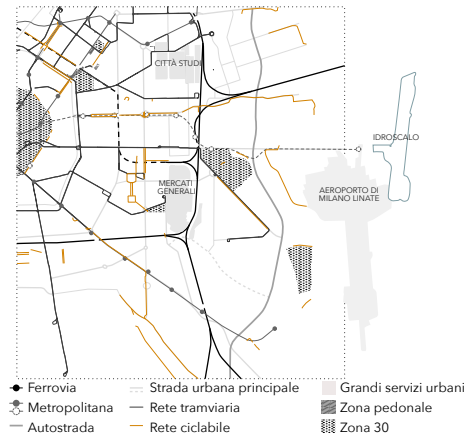 CITTÀ STUDI
IDROSCALO
MERCATI
GENERALI
AEROPORTO DI
MILANO LINATE
Ferrovia
Strada urbana principale
Grandi servizi urbani
Metropolitana
Rete tramviaria
Zona pedonale
Autostrada
Rete ciclabile
Zona 30